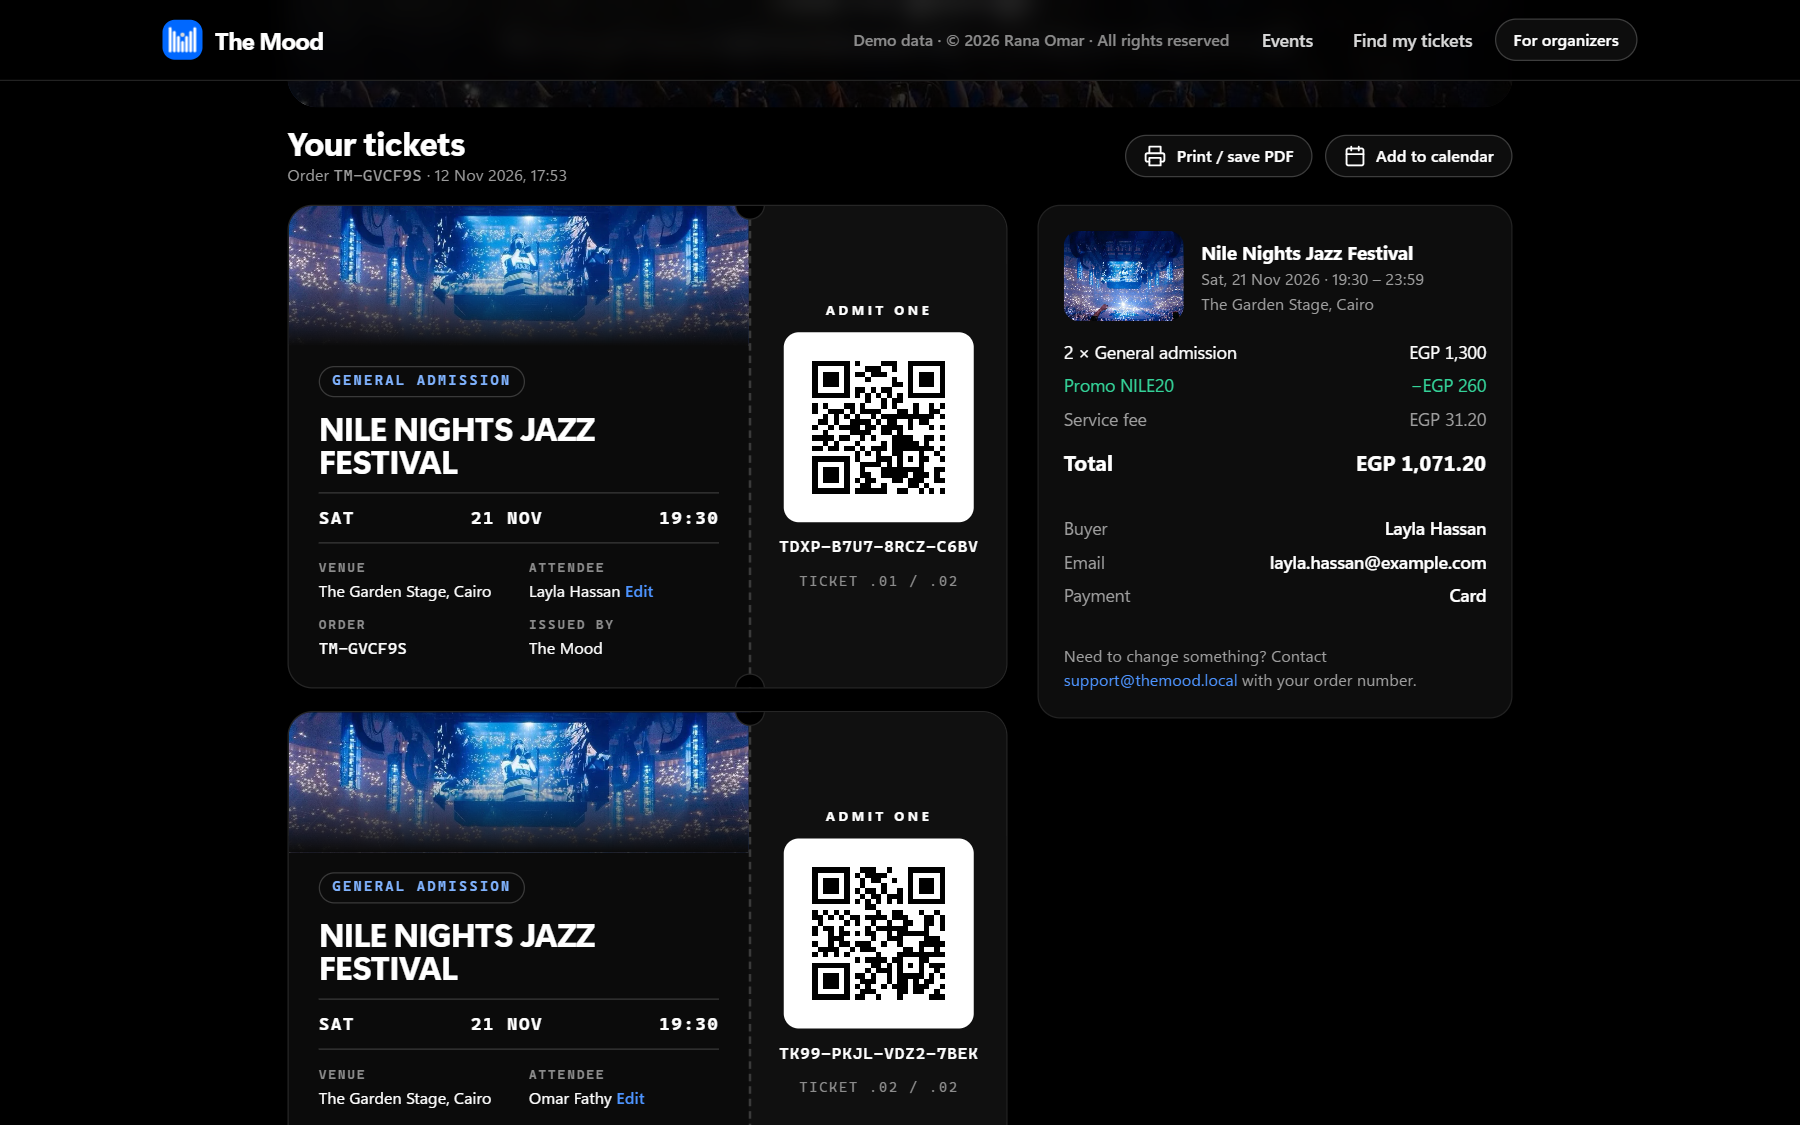 The Mood
Demo data · © 2026 Rana Omar · All rights reserved
Events
Find my tickets
For organizers
Your tickets
Order TM–GVCF9S · 12 Nov 2026, 17:53
Print / save PDF
Add to calendar
GENERAL ADMISSION
NILE NIGHTS JAZZ
FESTIVAL
SAT 21 NOV 19:30
VENUE
The Garden Stage, Cairo
ATTENDEE
Layla Hassan Edit
ORDER
TM–GVCF9S
ISSUED BY
The Mood
ADMIT ONE
TDXP–B7U7–8RCZ–C6BV
TICKET .01 / .02
Nile Nights Jazz Festival
Sat, 21 Nov 2026 · 19:30 – 23:59
The Garden Stage, Cairo
2 × General admission EGP 1,300
Promo NILE20 −EGP 260
Service fee EGP 31.20
Total EGP 1,071.20
Buyer Layla Hassan
Email layla.hassan@example.com
Payment Card
Need to change something? Contact
support@themood.local with your order number.
GENERAL ADMISSION
NILE NIGHTS JAZZ
FESTIVAL
SAT 21 NOV 19:30
VENUE
The Garden Stage, Cairo
ATTENDEE
Omar Fathy Edit
ADMIT ONE
TK99–PKJL–VDZ2–7BEK
TICKET .02 / .02